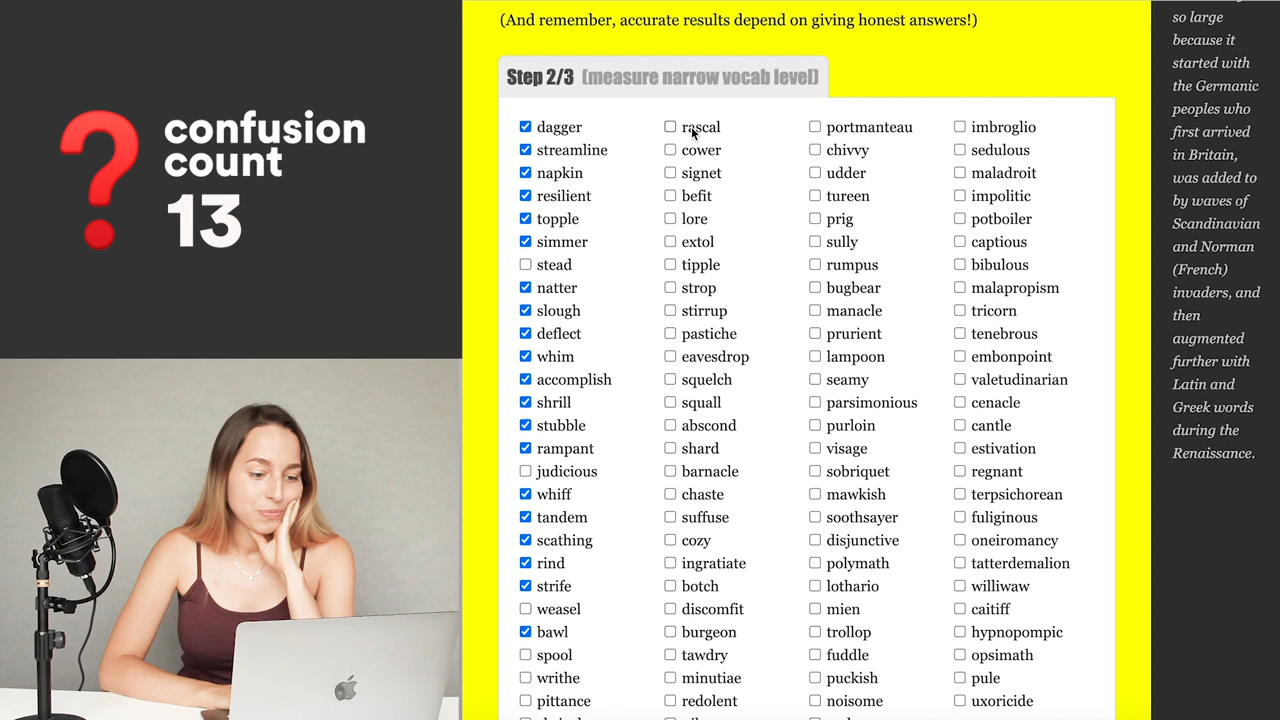 confusion
count
13
(And remember, accurate results depend on giving honest answers!)
Step 2/3 (measure narrow vocab level)
dagger
streamline
napkin
resilient
topple
simmer
stead
natter
slough
deflect
whim
accomplish
shrill
stubble
rampant
judicious
whiff
tandem
scathing
rind
strife
weasel
bawl
spool
writhe
pittance
rascal
cower
signet
befit
lore
extol
tipple
strop
stirrup
pastiche
eavesdrop
squelch
squall
abscond
shard
barnacle
chaste
suffuse
cozy
ingratiate
botch
discomfit
burgeon
tawdry
minutiae
redolent
portmanteau
chivvy
udder
tureen
prig
sully
rumpus
bugbear
manacle
prurient
lampoon
seamy
parsimonious
purloin
visage
sobriquet
mawkish
soothsayer
disjunctive
polymath
lothario
mien
trollop
fuddle
puckish
noisome
imbroglio
sedulous
maladroit
impolitic
potboiler
captious
bibulous
malapropism
tricorn
tenebrous
embonpoint
valetudinarian
cenacle
cantle
estivation
regnant
terpsichorean
fuliginous
oneiromancy
tatterdemalion
williwaw
caitiff
hypnopompic
opsimath
pule
uxoricide
so large
because it
started with
the Germanic
peoples who
first arrived
in Britain,
was added to
by waves of
Scandinavian
and Norman
(French)
invaders, and
then
augmented
further with
Latin and
Greek words
during the
Renaissance.